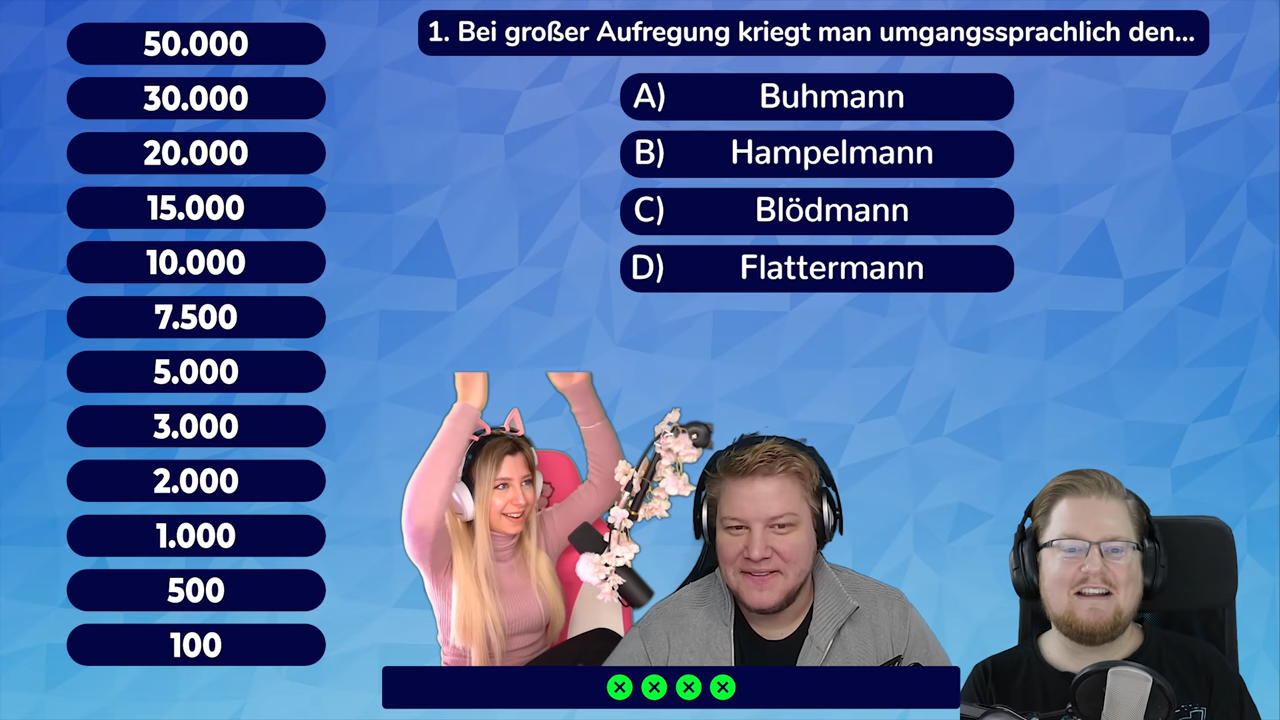 50.000
30.000
20.000
15.000
10.000
7.500
5.000
3.000
2.000
1.000
500
100
1. Bei großer Aufregung kriegt man umgangssprachlich den...
A) Buhmann
B) Hampelmann
C) Blödmann
D) Flattermann